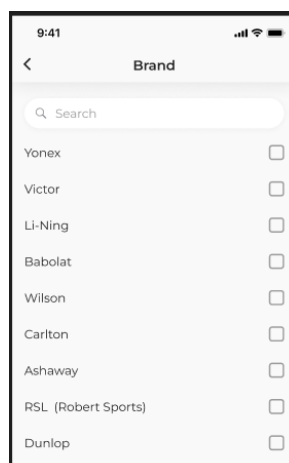 9:41
Brand
Search
Yonex
Victor
Li-Ning
Babolat
Wilson
Carlton
Ashaway
RSL (Robert Sports)
Dunlop